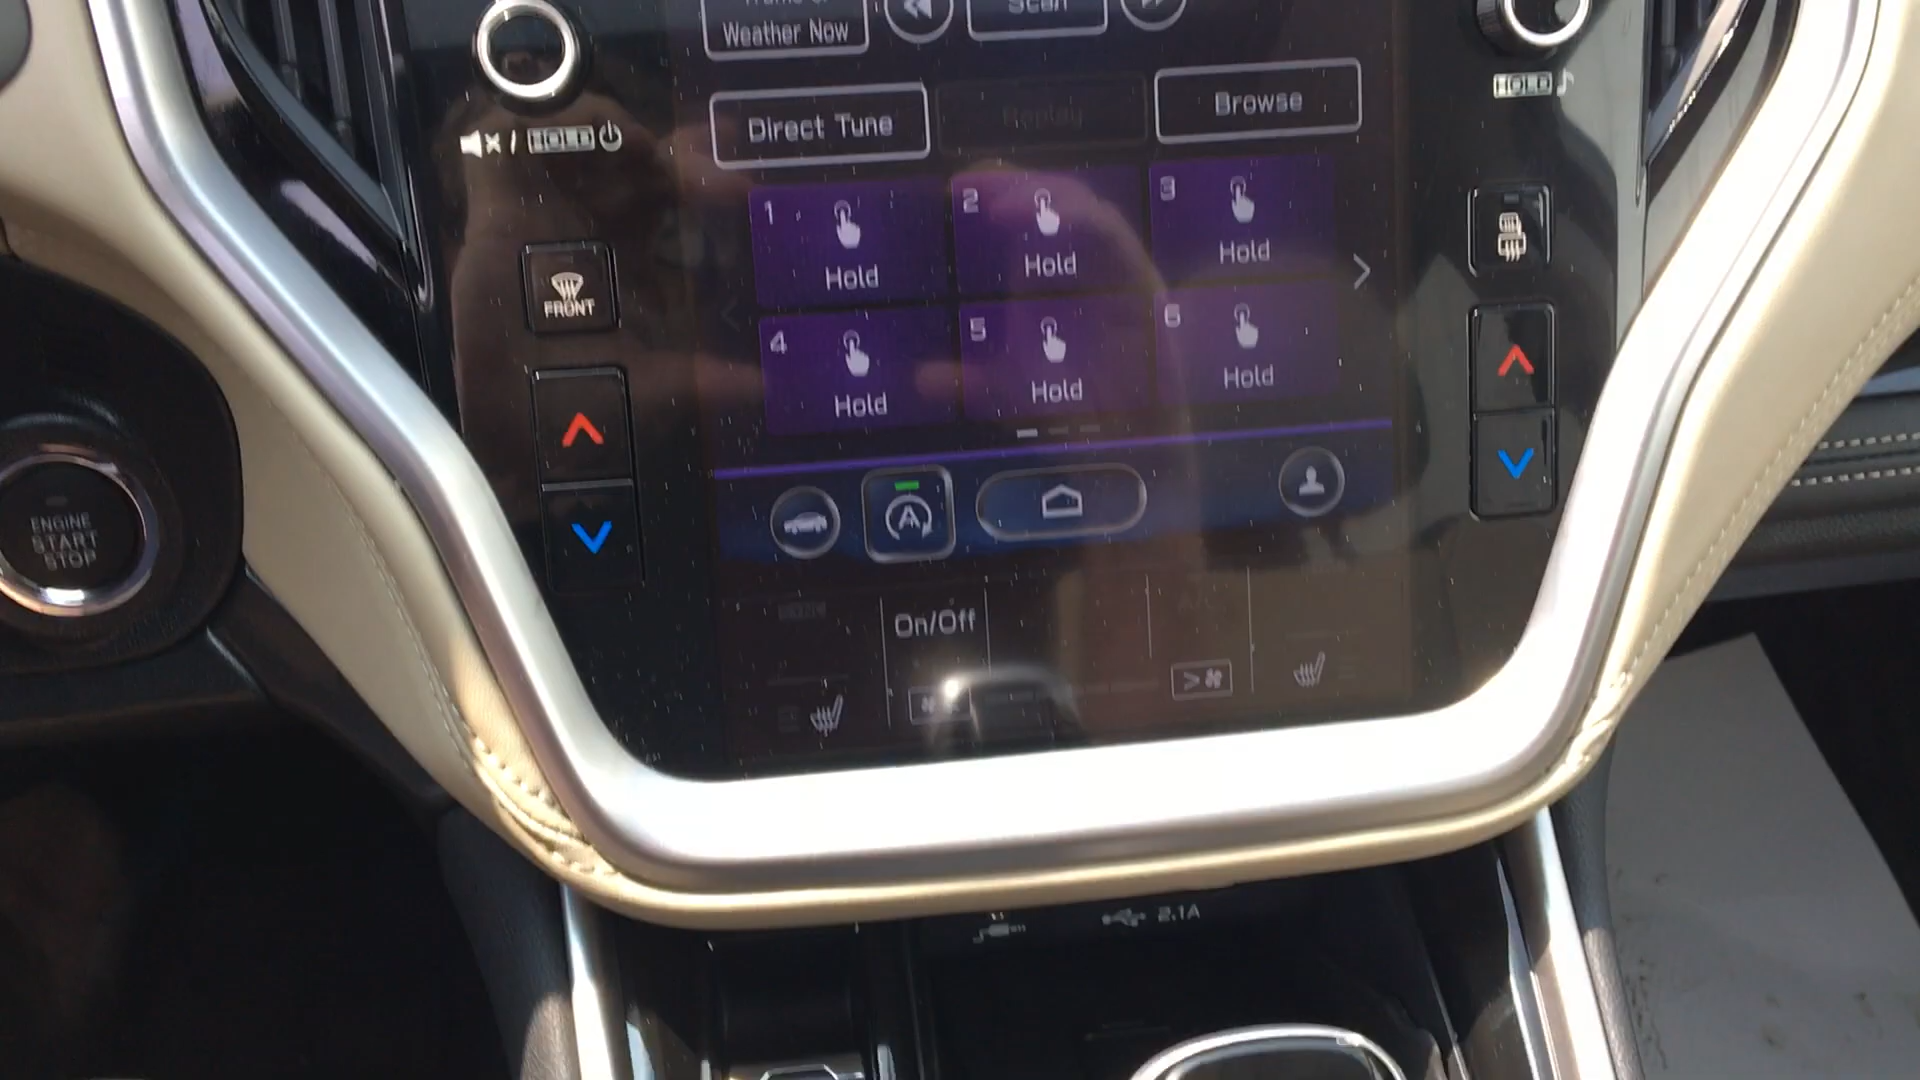 Weather Now
Scan
HOLD
Direct Tune
Replay
Browse
/ HOLD
1
2
3
Hold
Hold
Hold
FRONT
4
5
6
Hold
Hold
Hold
A
ENGINE
START
STOP
On/Off
A/C
2.1A